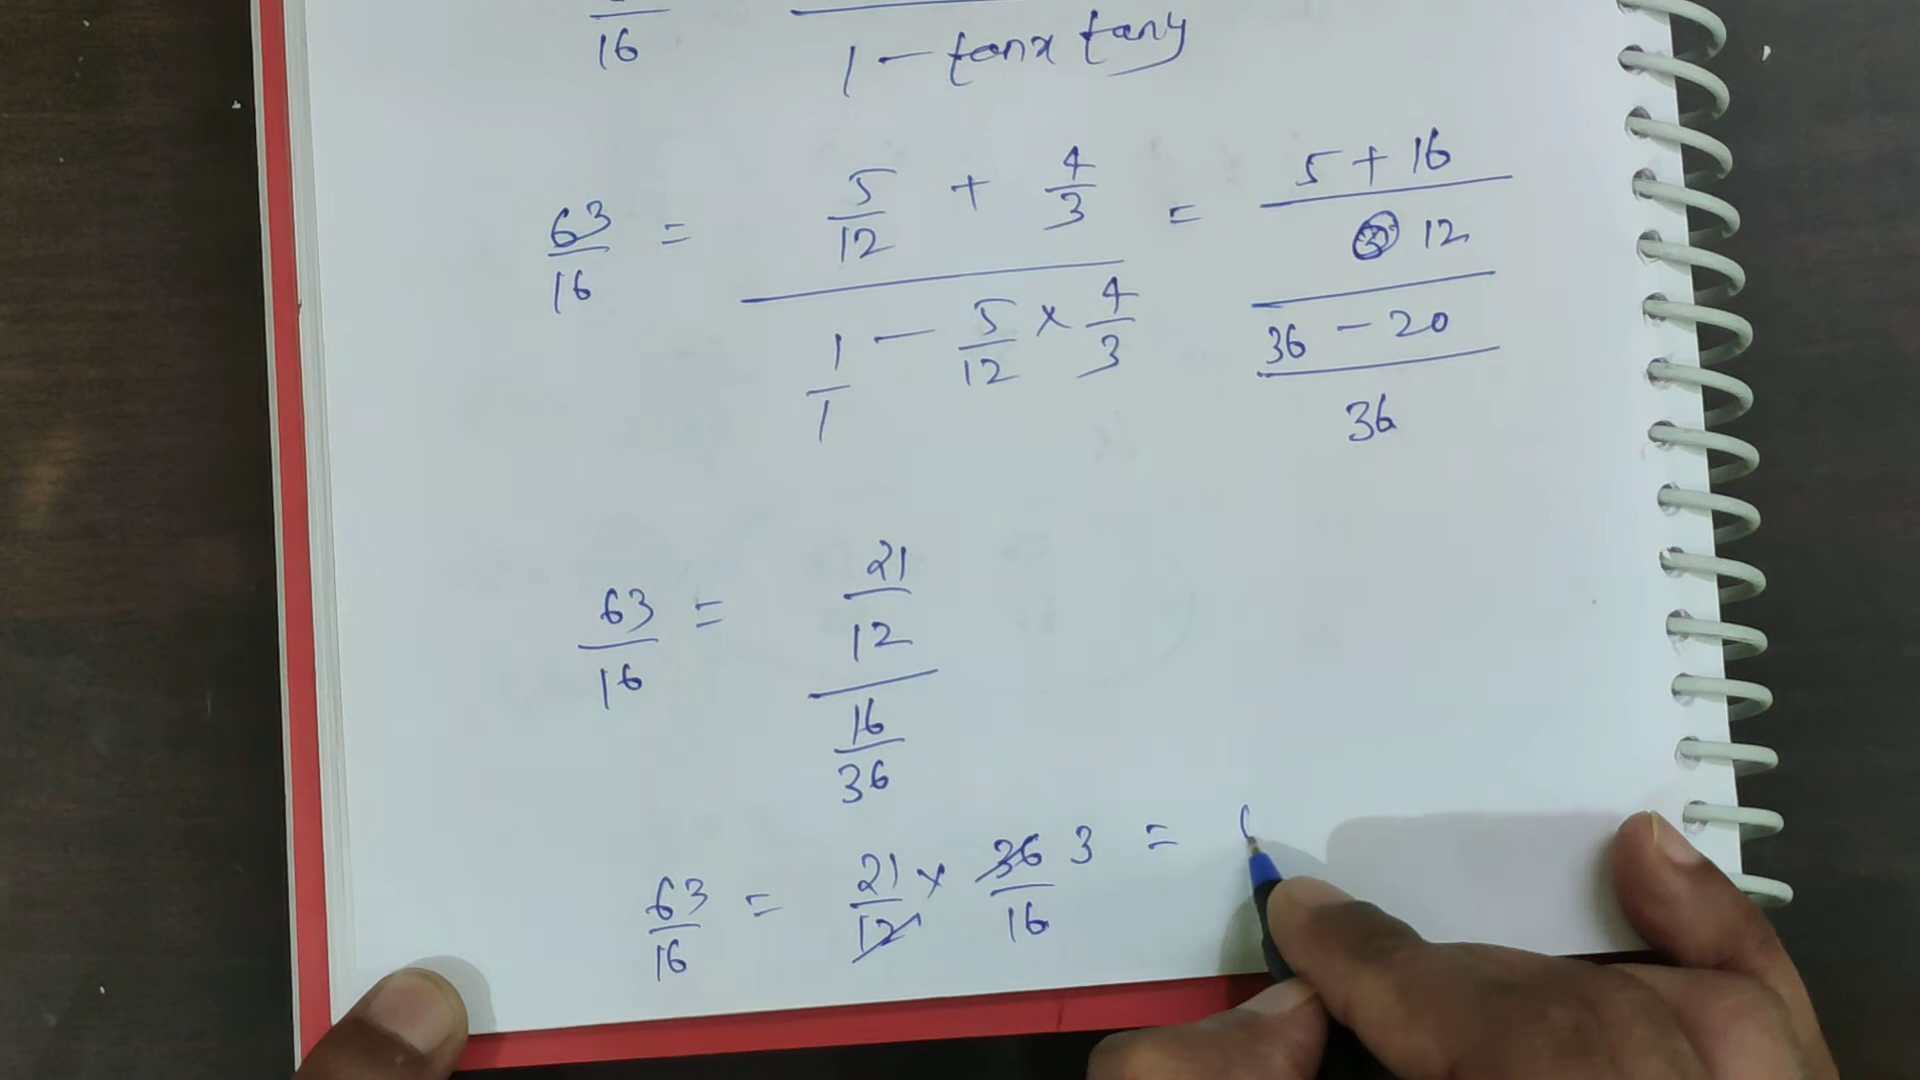 16 1 - tanx tany
63/16 = (5/12 + 4/3)/(1/1 - 5/12 × 4/3) = ((5 + 16)/12)/((36 - 20)/36)
63/16 = (21/12)/(16/36)
63/16 = 21/12 × 36/16 3 =